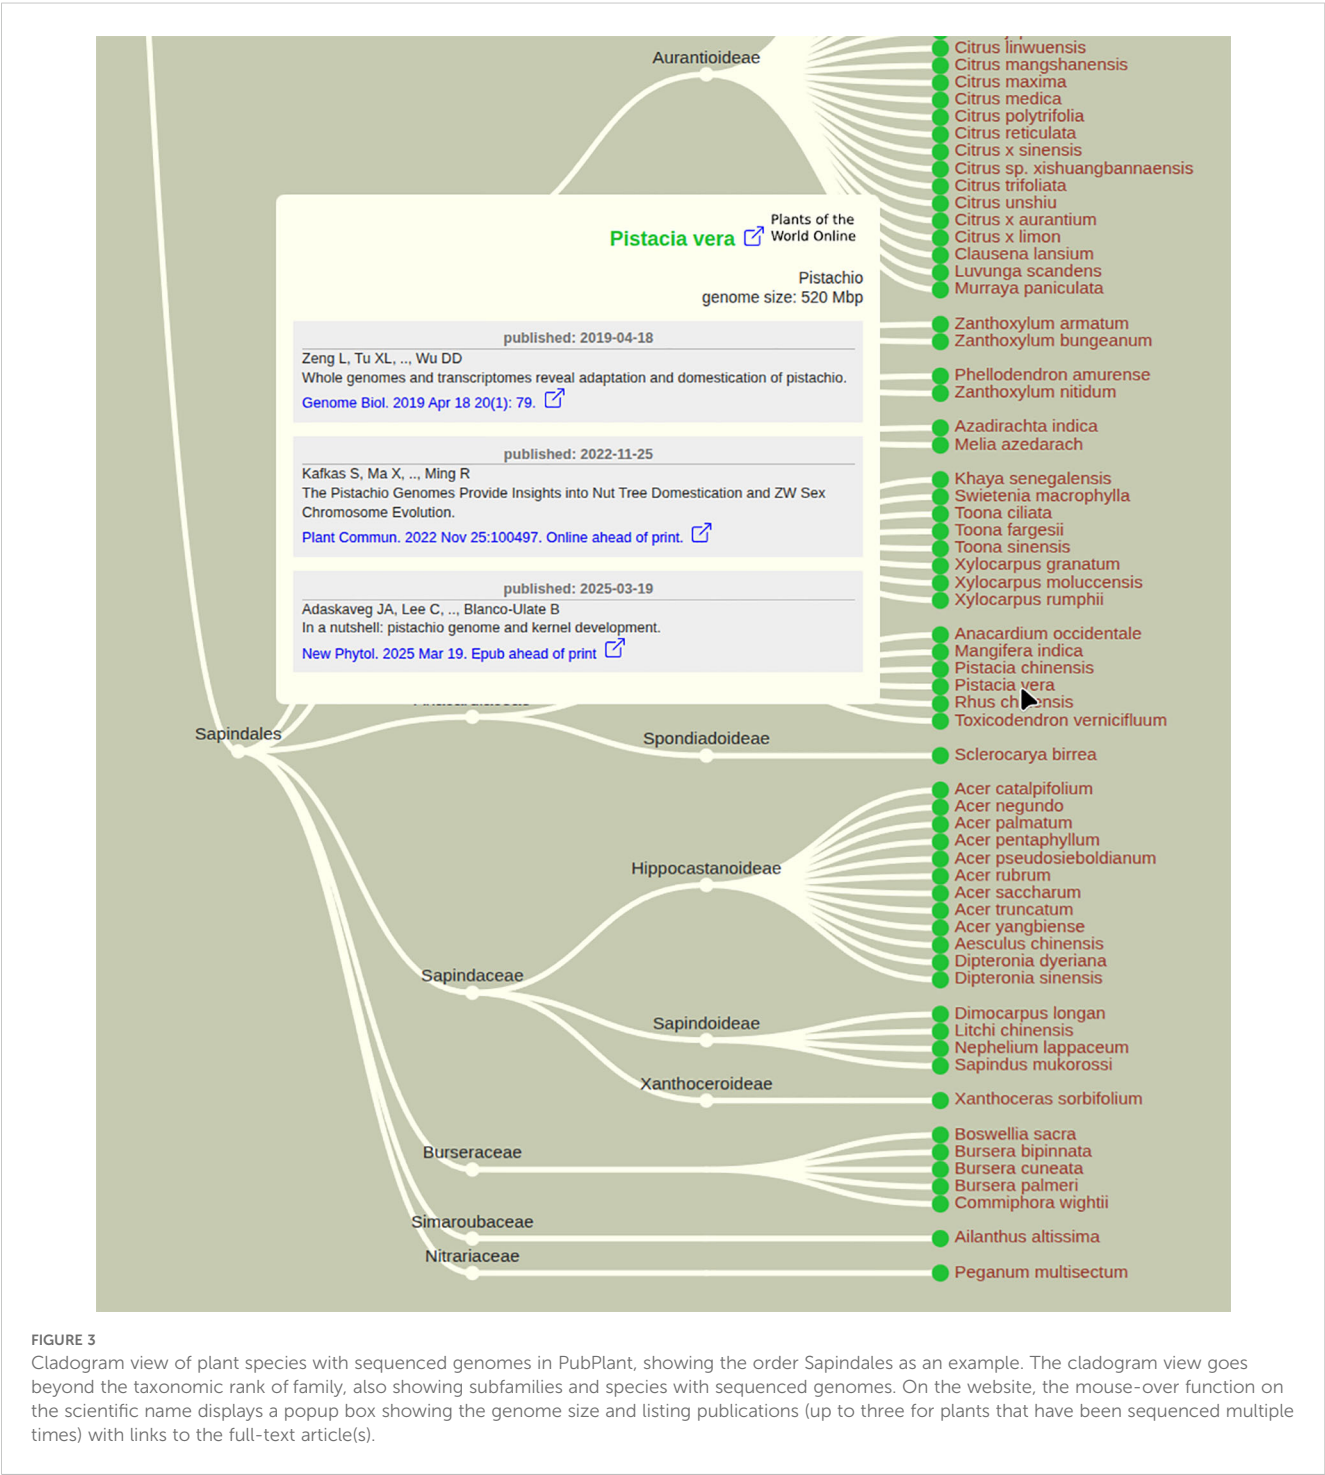 Aurantioideae
Citrus linwuensis
Citrus mangshanensis
Citrus maxima
Citrus medica
Citrus polytrifolia
Citrus reticulata
Citrus x sinensis
Citrus sp. xishuangbannaensis
Citrus trifoliata
Citrus unshiu
Citrus x aurantium
Citrus x limon
Clausena lansium
Luvunga scandens
Murraya paniculata
Zanthoxylum armatum
Zanthoxylum bungeanum
Phellodendron amurense
Zanthoxylum nitidum
Azadirachta indica
Melia azedarach
Khaya senegalensis
Swietenia macrophylla
Toona ciliata
Toona fargesii
Toona sinensis
Xylocarpus granatum
Xylocarpus moluccensis
Xylocarpus rumphii
Anacardium occidentale
Mangifera indica
Pistacia chinensis
Pistacia vera
Rhus
Toxicodendron vernicifluum
Pistacia vera
Plants of the
World Online
Pistachio
genome size: 520 Mbp
published: 2019-04-18
Zeng L, Tu XL, .., Wu DD
Whole genomes and transcriptomes reveal adaptation and domestication of pistachio.
Genome Biol. 2019 Apr 18 20(1): 79.
published: 2022-11-25
Kafkas S, Ma X, .., Ming R
The Pistachio Genomes Provide Insights into Nut Tree Domestication and ZW Sex
Chromosome Evolution.
Plant Commun. 2022 Nov 25:100497. Online ahead of print.
published: 2025-03-19
Adaskaveg JA, Lee C, .., Blanco-Ulate B
In a nutshell: pistachio genome and kernel development.
New Phytol. 2025 Mar 19. Epub ahead of print
Sapindales
Spondiadoideae
Sclerocarya birrea
Hippocastanoideae
Acer catalpifolium
Acer negundo
Acer palmatum
Acer pentaphyllum
Acer pseudosieboldianum
Acer rubrum
Acer saccharum
Acer truncatum
Acer yangbiense
Aesculus chinensis
Dipteronia dyeriana
Dipteronia sinensis
Sapindaceae
Sapindoideae
Dimocarpus longan
Litchi chinensis
Nephelium lappaceum
Sapindus mukorossi
Xanthoceroideae
Xanthoceras sorbifolium
Burseraceae
Boswellia sacra
Bursera bipinnata
Bursera cuneata
Bursera palmeri
Commiphora wightii
Simaroubaceae
Ailanthus altissima
Nitrariaceae
Peganum multisectum
FIGURE 3
Cladogram view of plant species with sequenced genomes in PubPlant, showing the order Sapindales as an example. The cladogram view goes
beyond the taxonomic rank of family, also showing subfamilies and species with sequenced genomes. On the website, the mouse-over function on
the scientific name displays a popup box showing the genome size and listing publications (up to three for plants that have been sequenced multiple
times) with links to the full-text article(s).